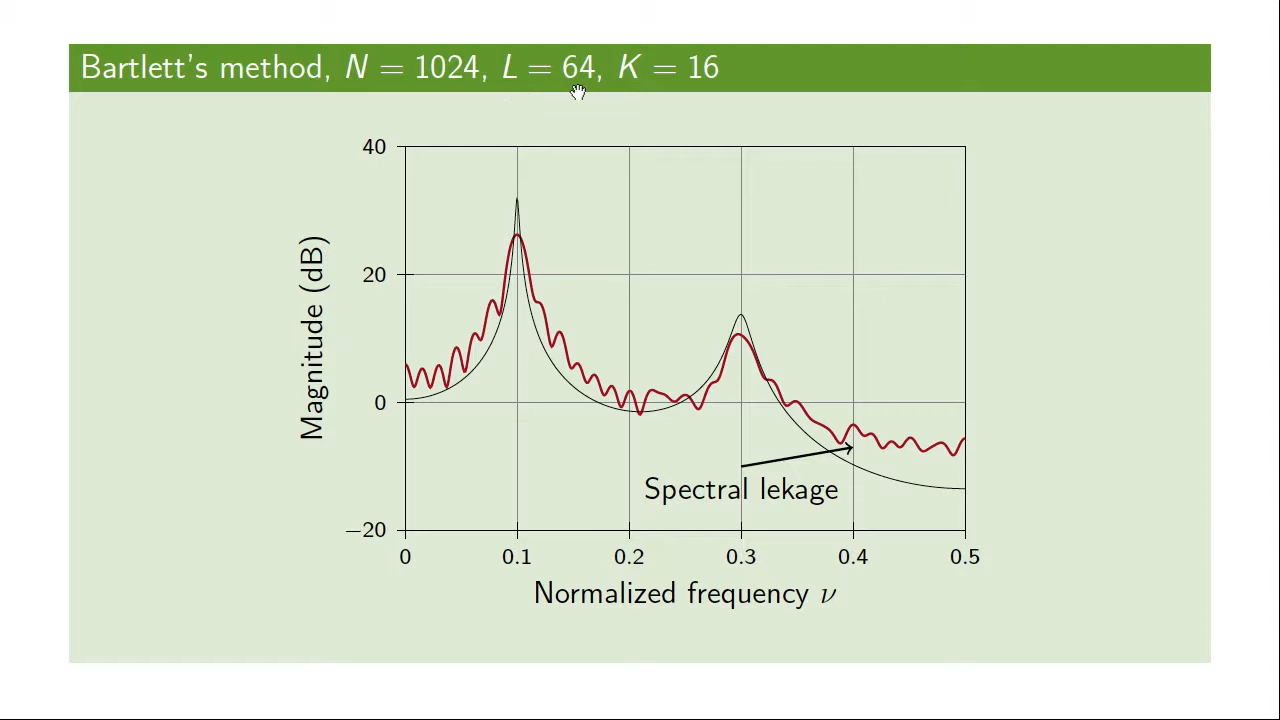 Bartlett's method, N = 1024, L = 64, K = 16
40
20
0
−20
Magnitude (dB)
Spectral lekage
0 0.1 0.2 0.3 0.4 0.5
Normalized frequency ν